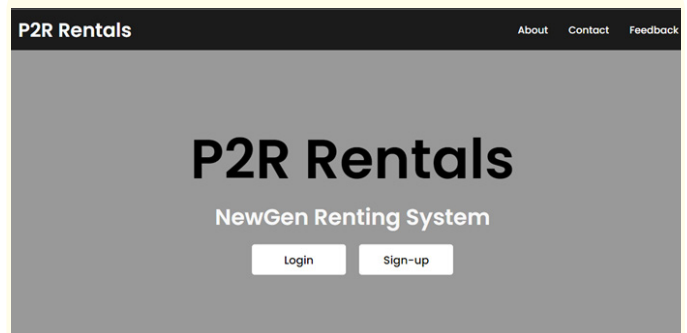 P2R Rentals About Contact Feedback
P2R Rentals
NewGen Renting System
Login Sign-up